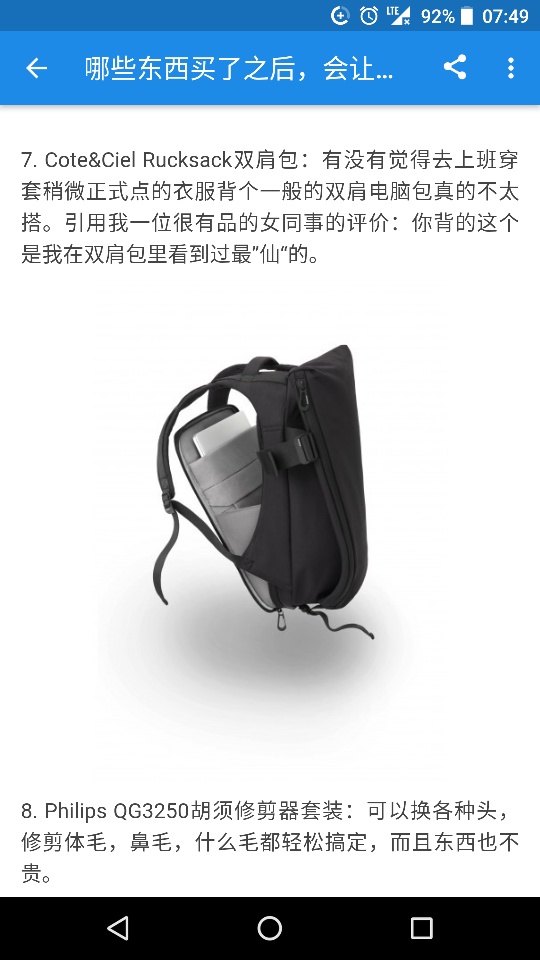 LTE 92% 07:49
哪些东西买了之后，会让...
7. Cote&Ciel Rucksack双肩包：有没有觉得去上班穿
套稍微正式点的衣服背个一般的双肩电脑包真的不太
搭。引用我一位很有品的女同事的评价：你背的这个
是我在双肩包里看到过最”仙“的。
8. Philips QG3250胡须修剪器套装：可以换各种头，
修剪体毛，鼻毛，什么毛都轻松搞定，而且东西也不
贵。